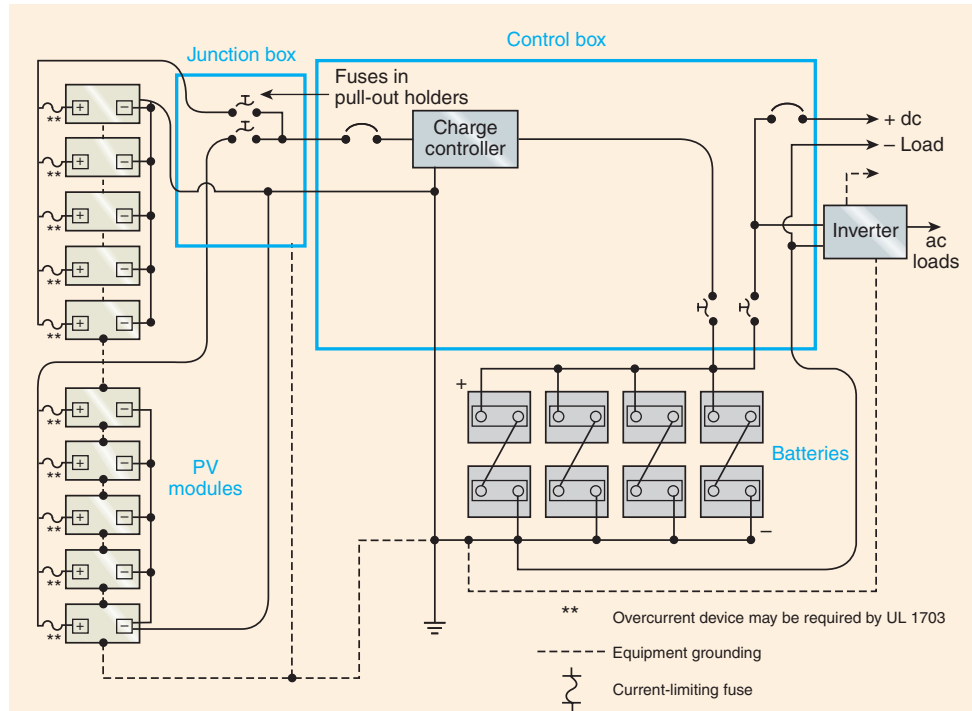 Control box
Junction box
Fuses in
pull-out holders
Charge
controller
+ dc
– Load
Inverter
ac
loads
+ –
**
+ –
**
+ –
**
+ –
**
+ –
**
+ –
**
+ –
**
+ –
**
+ –
**
+ –
**
PV
modules
+
Batteries
–
** Overcurrent device may be required by UL 1703
Equipment grounding
Current-limiting fuse